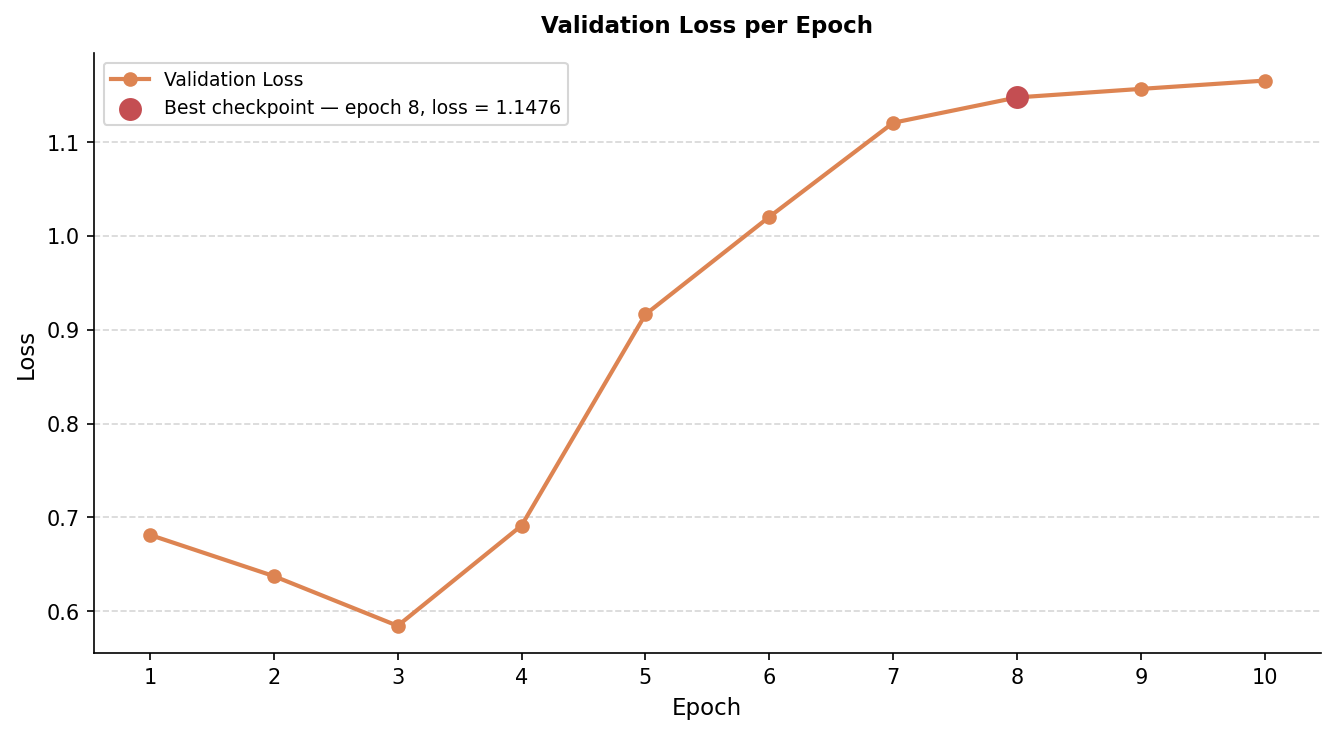 Validation Loss per Epoch
Validation Loss
Best checkpoint — epoch 8, loss = 1.1476
1.1
1.0
0.9
0.8
0.7
0.6
Loss
1 2 3 4 5 6 7 8 9 10
Epoch